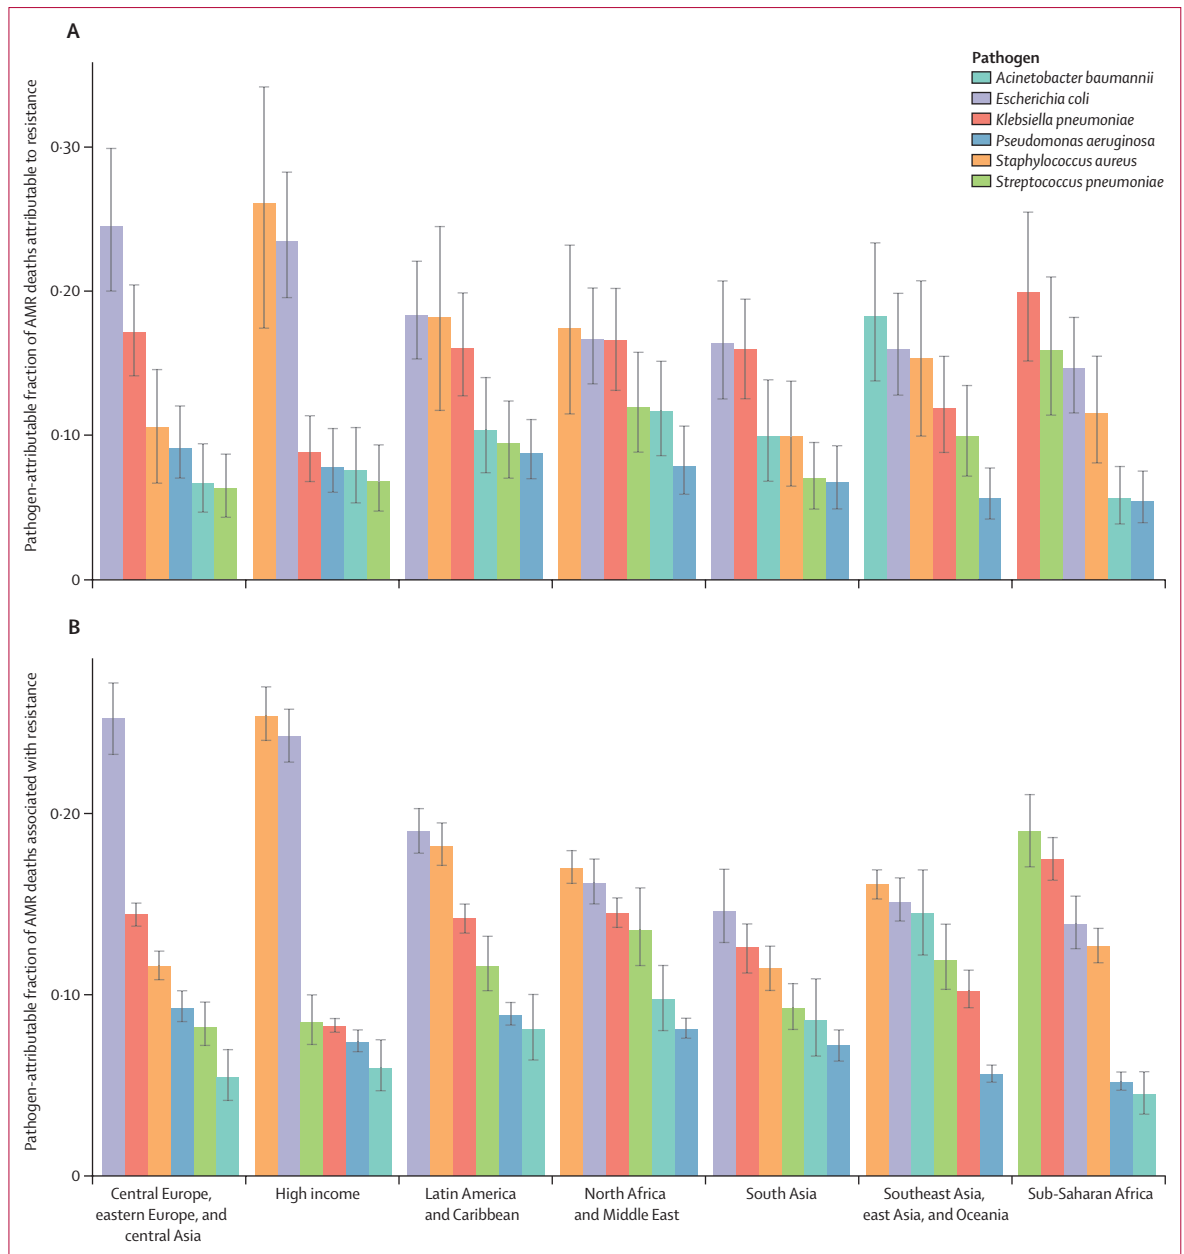 A
Pathogen
Acinetobacter baumannii
Escherichia coli
Klebsiella pneumoniae
Pseudomonas aeruginosa
Staphylococcus aureus
Streptococcus pneumoniae
Pathogen-attributable fraction of AMR deaths attributable to resistance
0·30
0·20
0·10
0
B
Pathogen-attributable fraction of AMR deaths associated with resistance
0·20
0·10
0
Central Europe,
eastern Europe, and
central Asia
High income
Latin America
and Caribbean
North Africa
and Middle East
South Asia
Southeast Asia,
east Asia, and Oceania
Sub-Saharan Africa